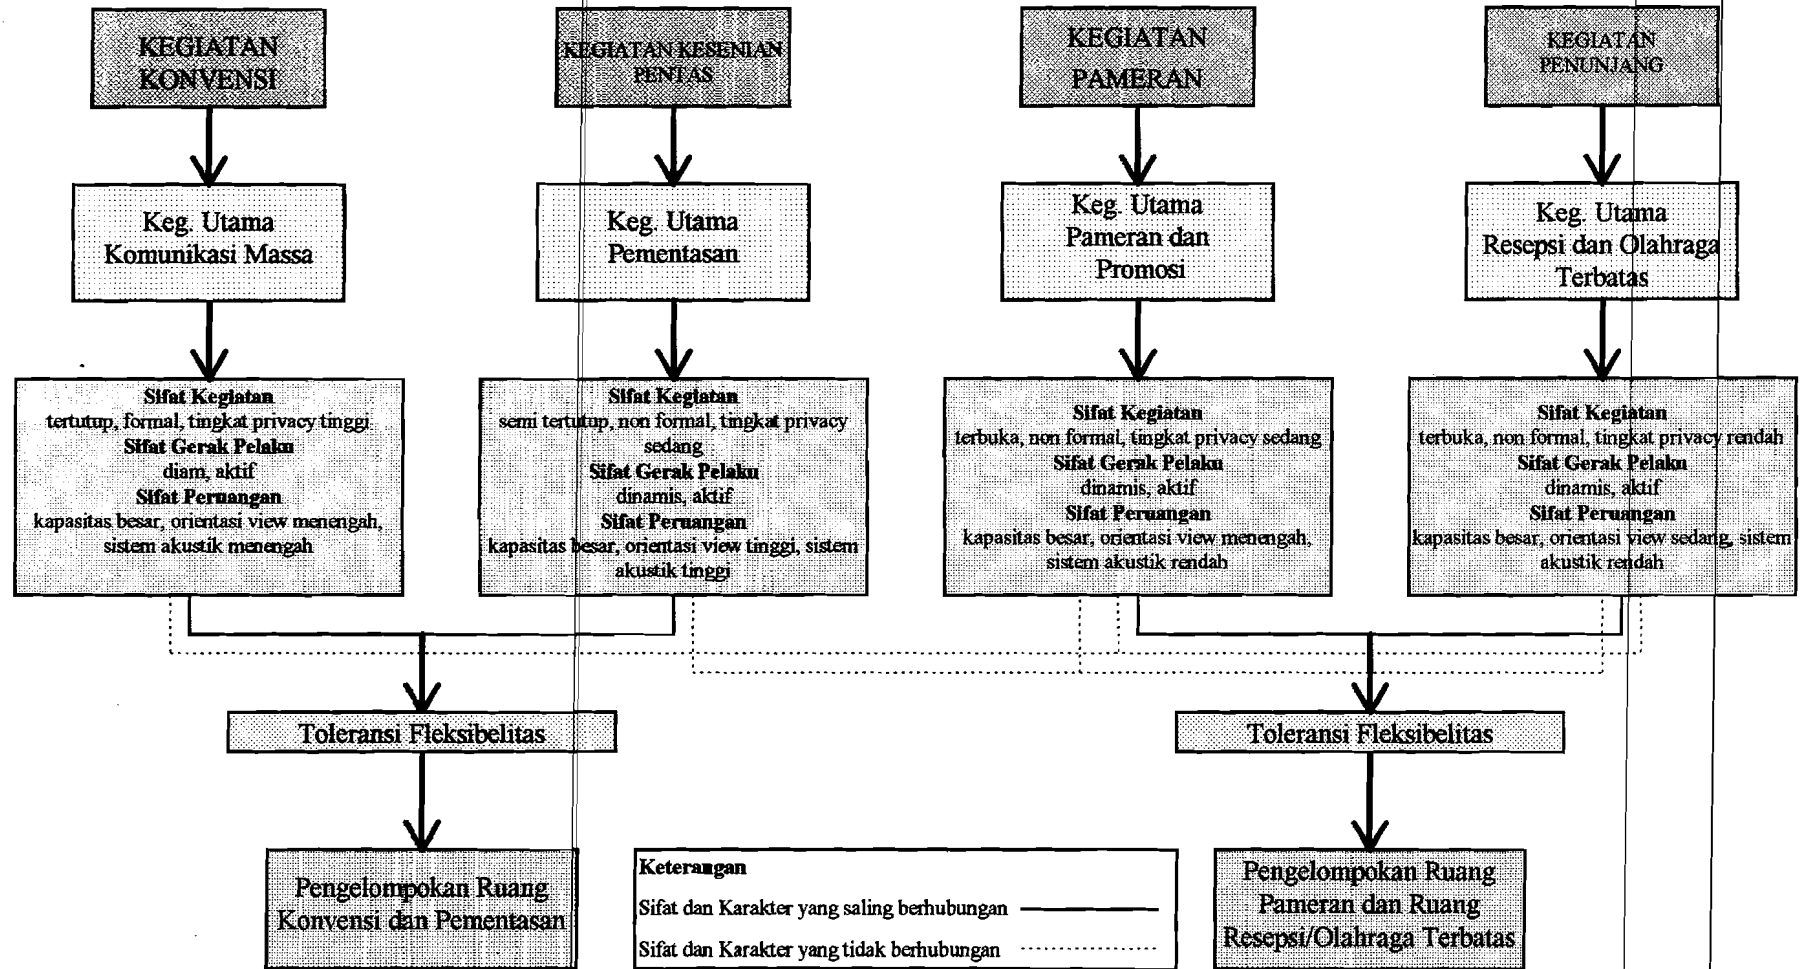 KEGIATAN
KONVENSI
KEGIATAN KESENIAN
PENTAS
KEGIATAN
PAMERAN
KEGIATAN
PENUNJANG
Keg. Utama
Komunikasi Massa
Keg. Utama
Pementasan
Keg. Utama
Pameran dan
Promosi
Keg. Utama
Resepsi dan Olahraga
Terbatas
Sifat Kegiatan
tertutup, formal, tingkat privacy tinggi
Sifat Gerak Pelaku
diam, aktif
Sifat Peruangan
kapasitas besar, orientasi view menengah,
sistem akustik menengah
Sifat Kegiatan
semi tertutup, non formal, tingkat privacy
sedang
Sifat Gerak Pelaku
dinamis, aktif
Sifat Peruangan
kapasitas besar, orientasi view tinggi, sistem
akustik tinggi
Sifat Kegiatan
terbuka, non formal, tingkat privacy sedang
Sifat Gerak Pelaku
dinamis, aktif
Sifat Peruangan
kapasitas besar, orientasi view menengah,
sistem akustik rendah
Sifat Kegiatan
terbuka, non formal, tingkat privacy rendah
Sifat Gerak Pelaku
dinamis, aktif
Sifat Peruangan
kapasitas besar, orientasi view sedang, sistem
akustik rendah
Toleransi Fleksibelitas
Toleransi Fleksibelitas
Pengelompokan Ruang
Konvensi dan Pementasan
Keterangan
Sifat dan Karakter yang saling berhubungan
Sifat dan Karakter yang tidak berhubungan
Pengelompokan Ruang
Pameran dan Ruang
Resepsi/Olahraga Terbatas